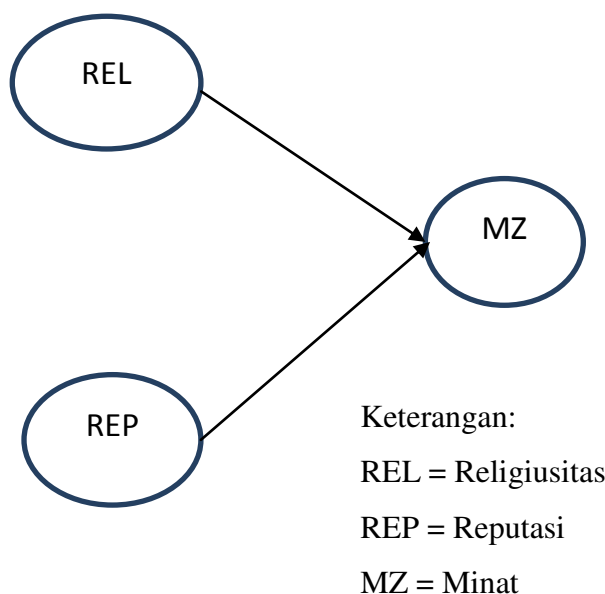 REL
MZ
REP
Keterangan:
REL = Religiusitas
REP = Reputasi
MZ = Minat